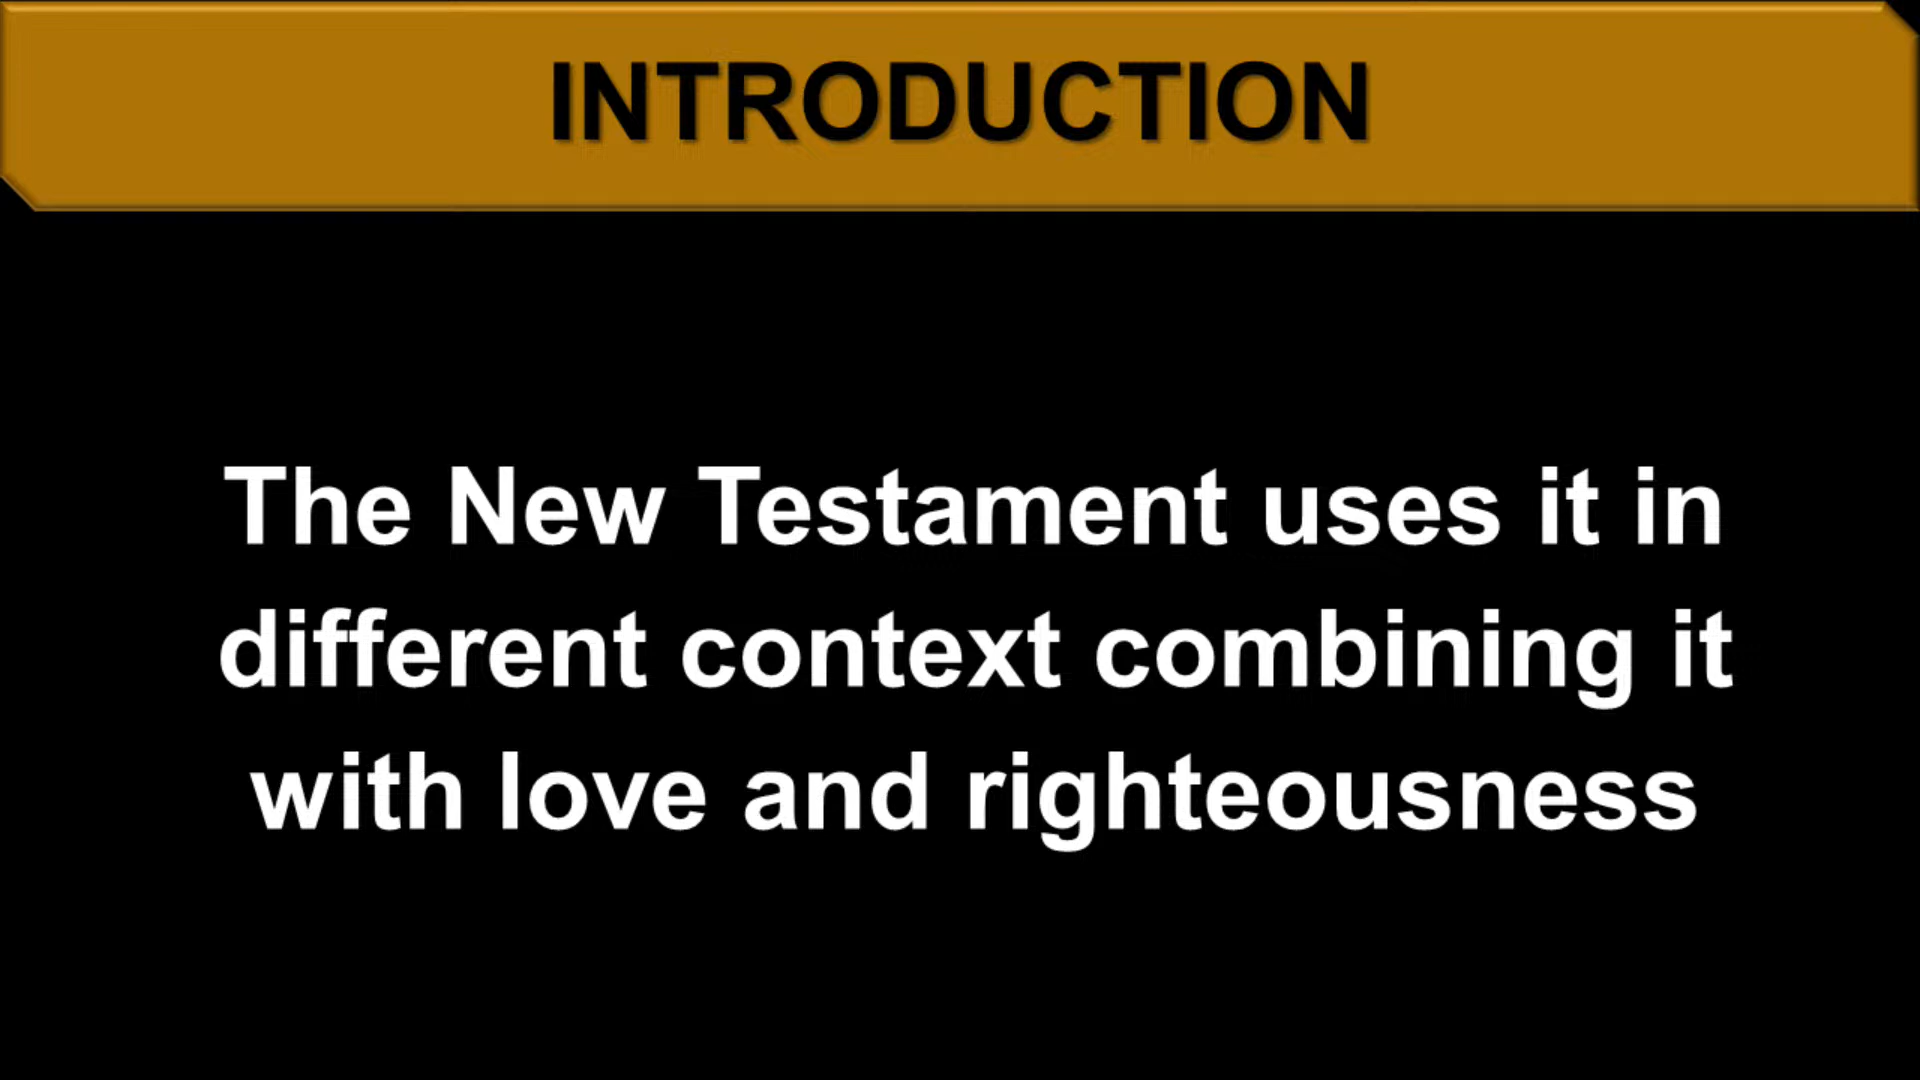 INTRODUCTION
The New Testament uses it in
different context combining it
with love and righteousness